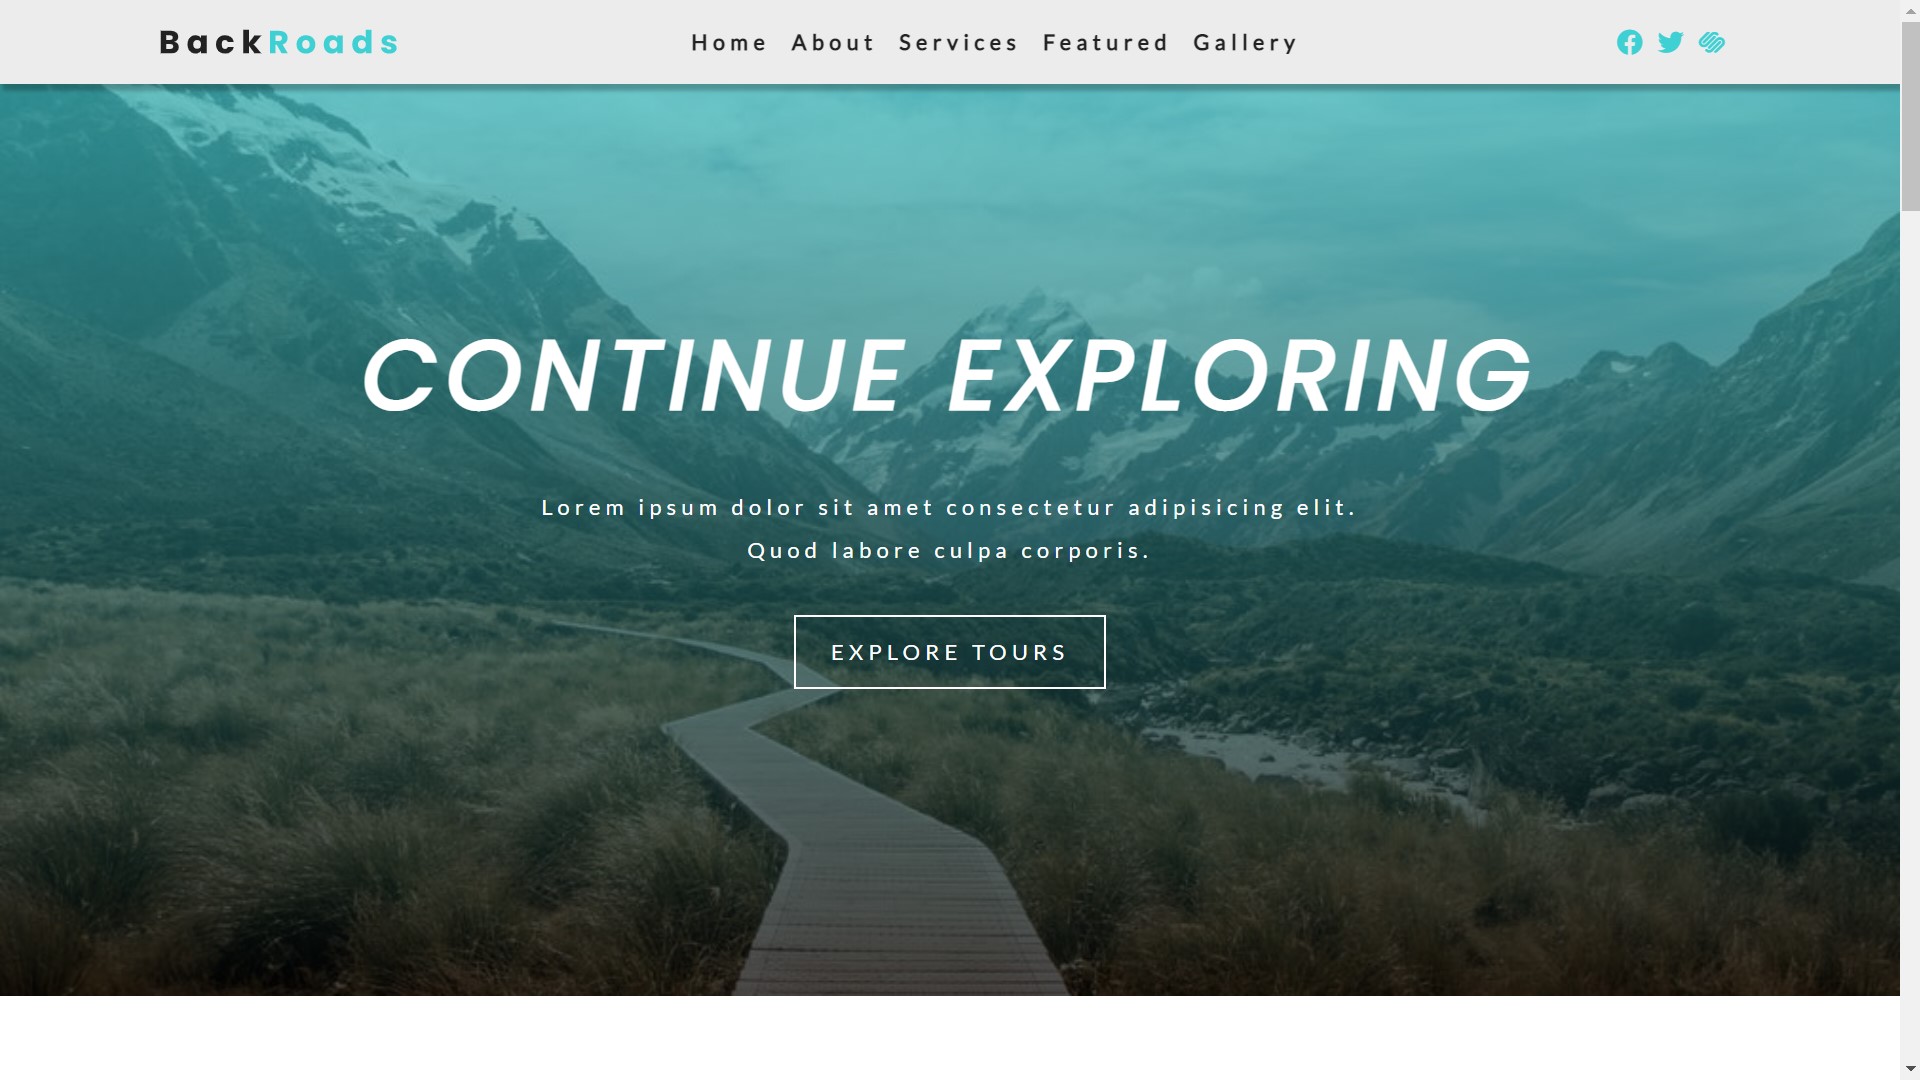 BackRoads
Home About Services Featured Gallery
CONTINUE EXPLORING
Lorem ipsum dolor sit amet consectetur adipisicing elit.
Quod labore culpa corporis.
EXPLORE TOURS